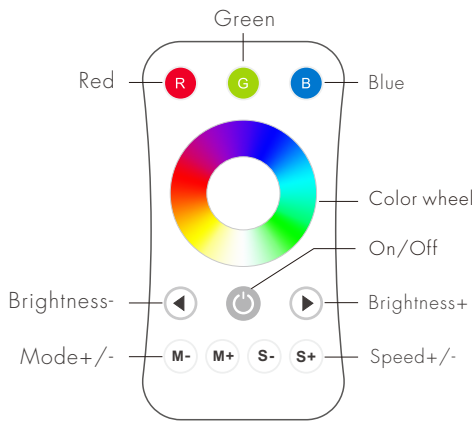 Green
Red
R
G
B
Blue
Color wheel
On/Off
Brightness-
Brightness+
Mode+/-
M-
M+
S-
S+
Speed+/-